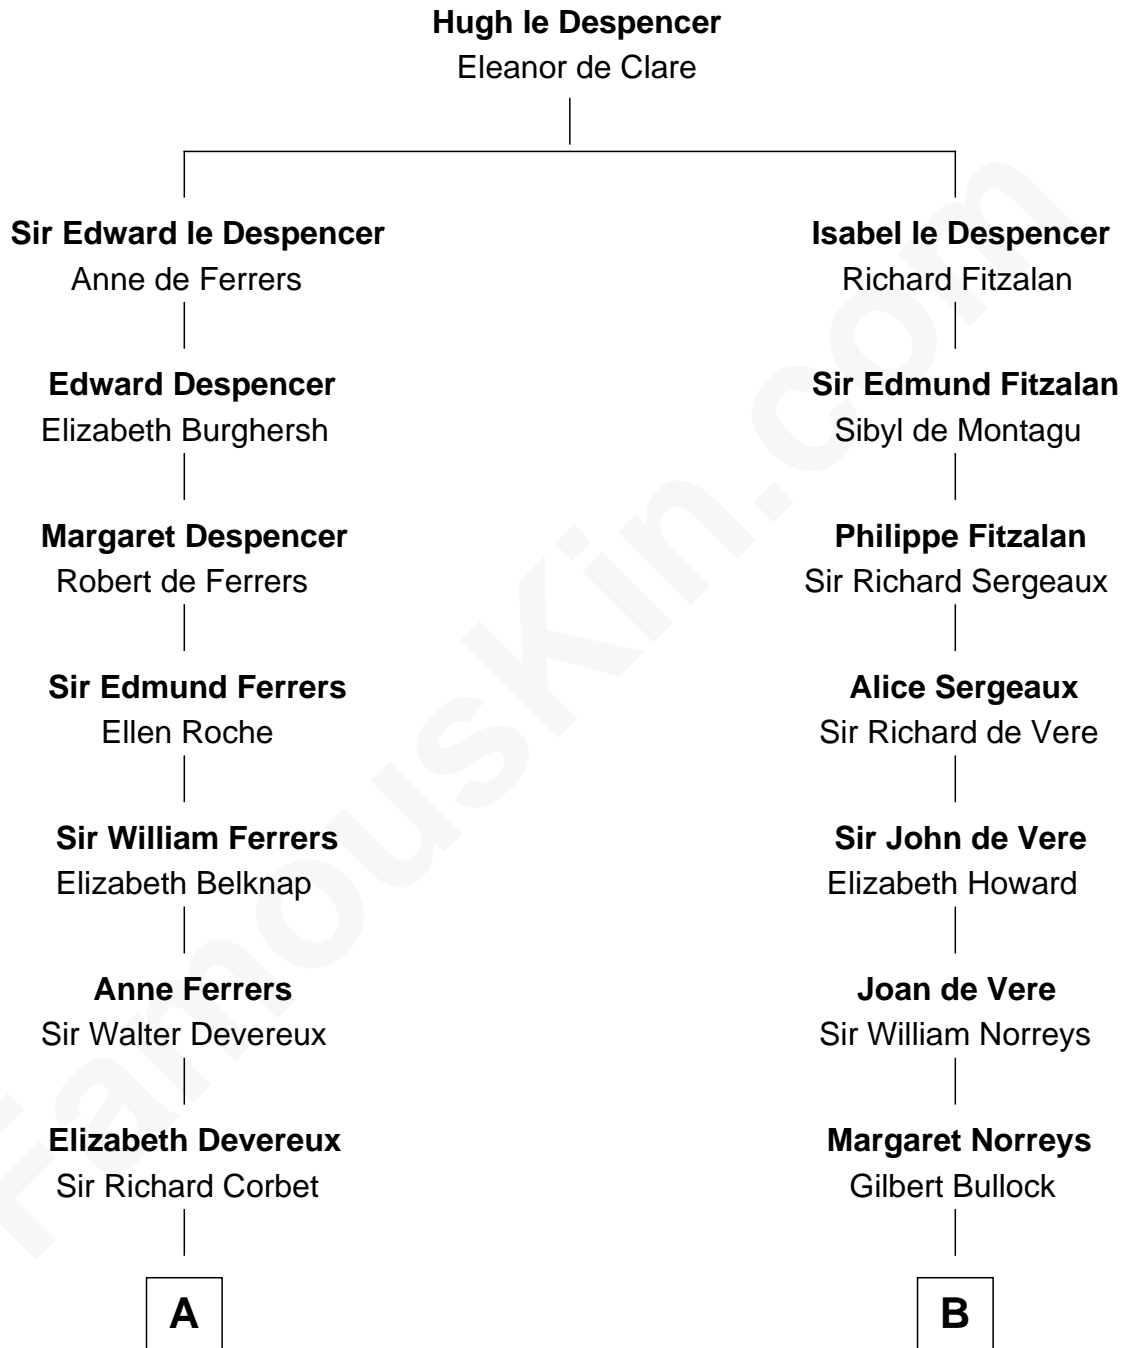 Hugh le Despencer
Eleanor de Clare
Sir Edward le Despencer
Anne de Ferrers
Isabel le Despencer
Richard Fitzalan
Edward Despencer
Elizabeth Burghersh
Sir Edmund Fitzalan
Sibyl de Montagu
Margaret Despencer
Robert de Ferrers
Philippe Fitzalan
Sir Richard Sergeaux
Sir Edmund Ferrers
Ellen Roche
Alice Sergeaux
Sir Richard de Vere
Sir William Ferrers
Elizabeth Belknap
Sir John de Vere
Elizabeth Howard
Anne Ferrers
Sir Walter Devereux
Joan de Vere
Sir William Norreys
Elizabeth Devereux
Sir Richard Corbet
Margaret Norreys
Gilbert Bullock
A
B
FamousKin.com